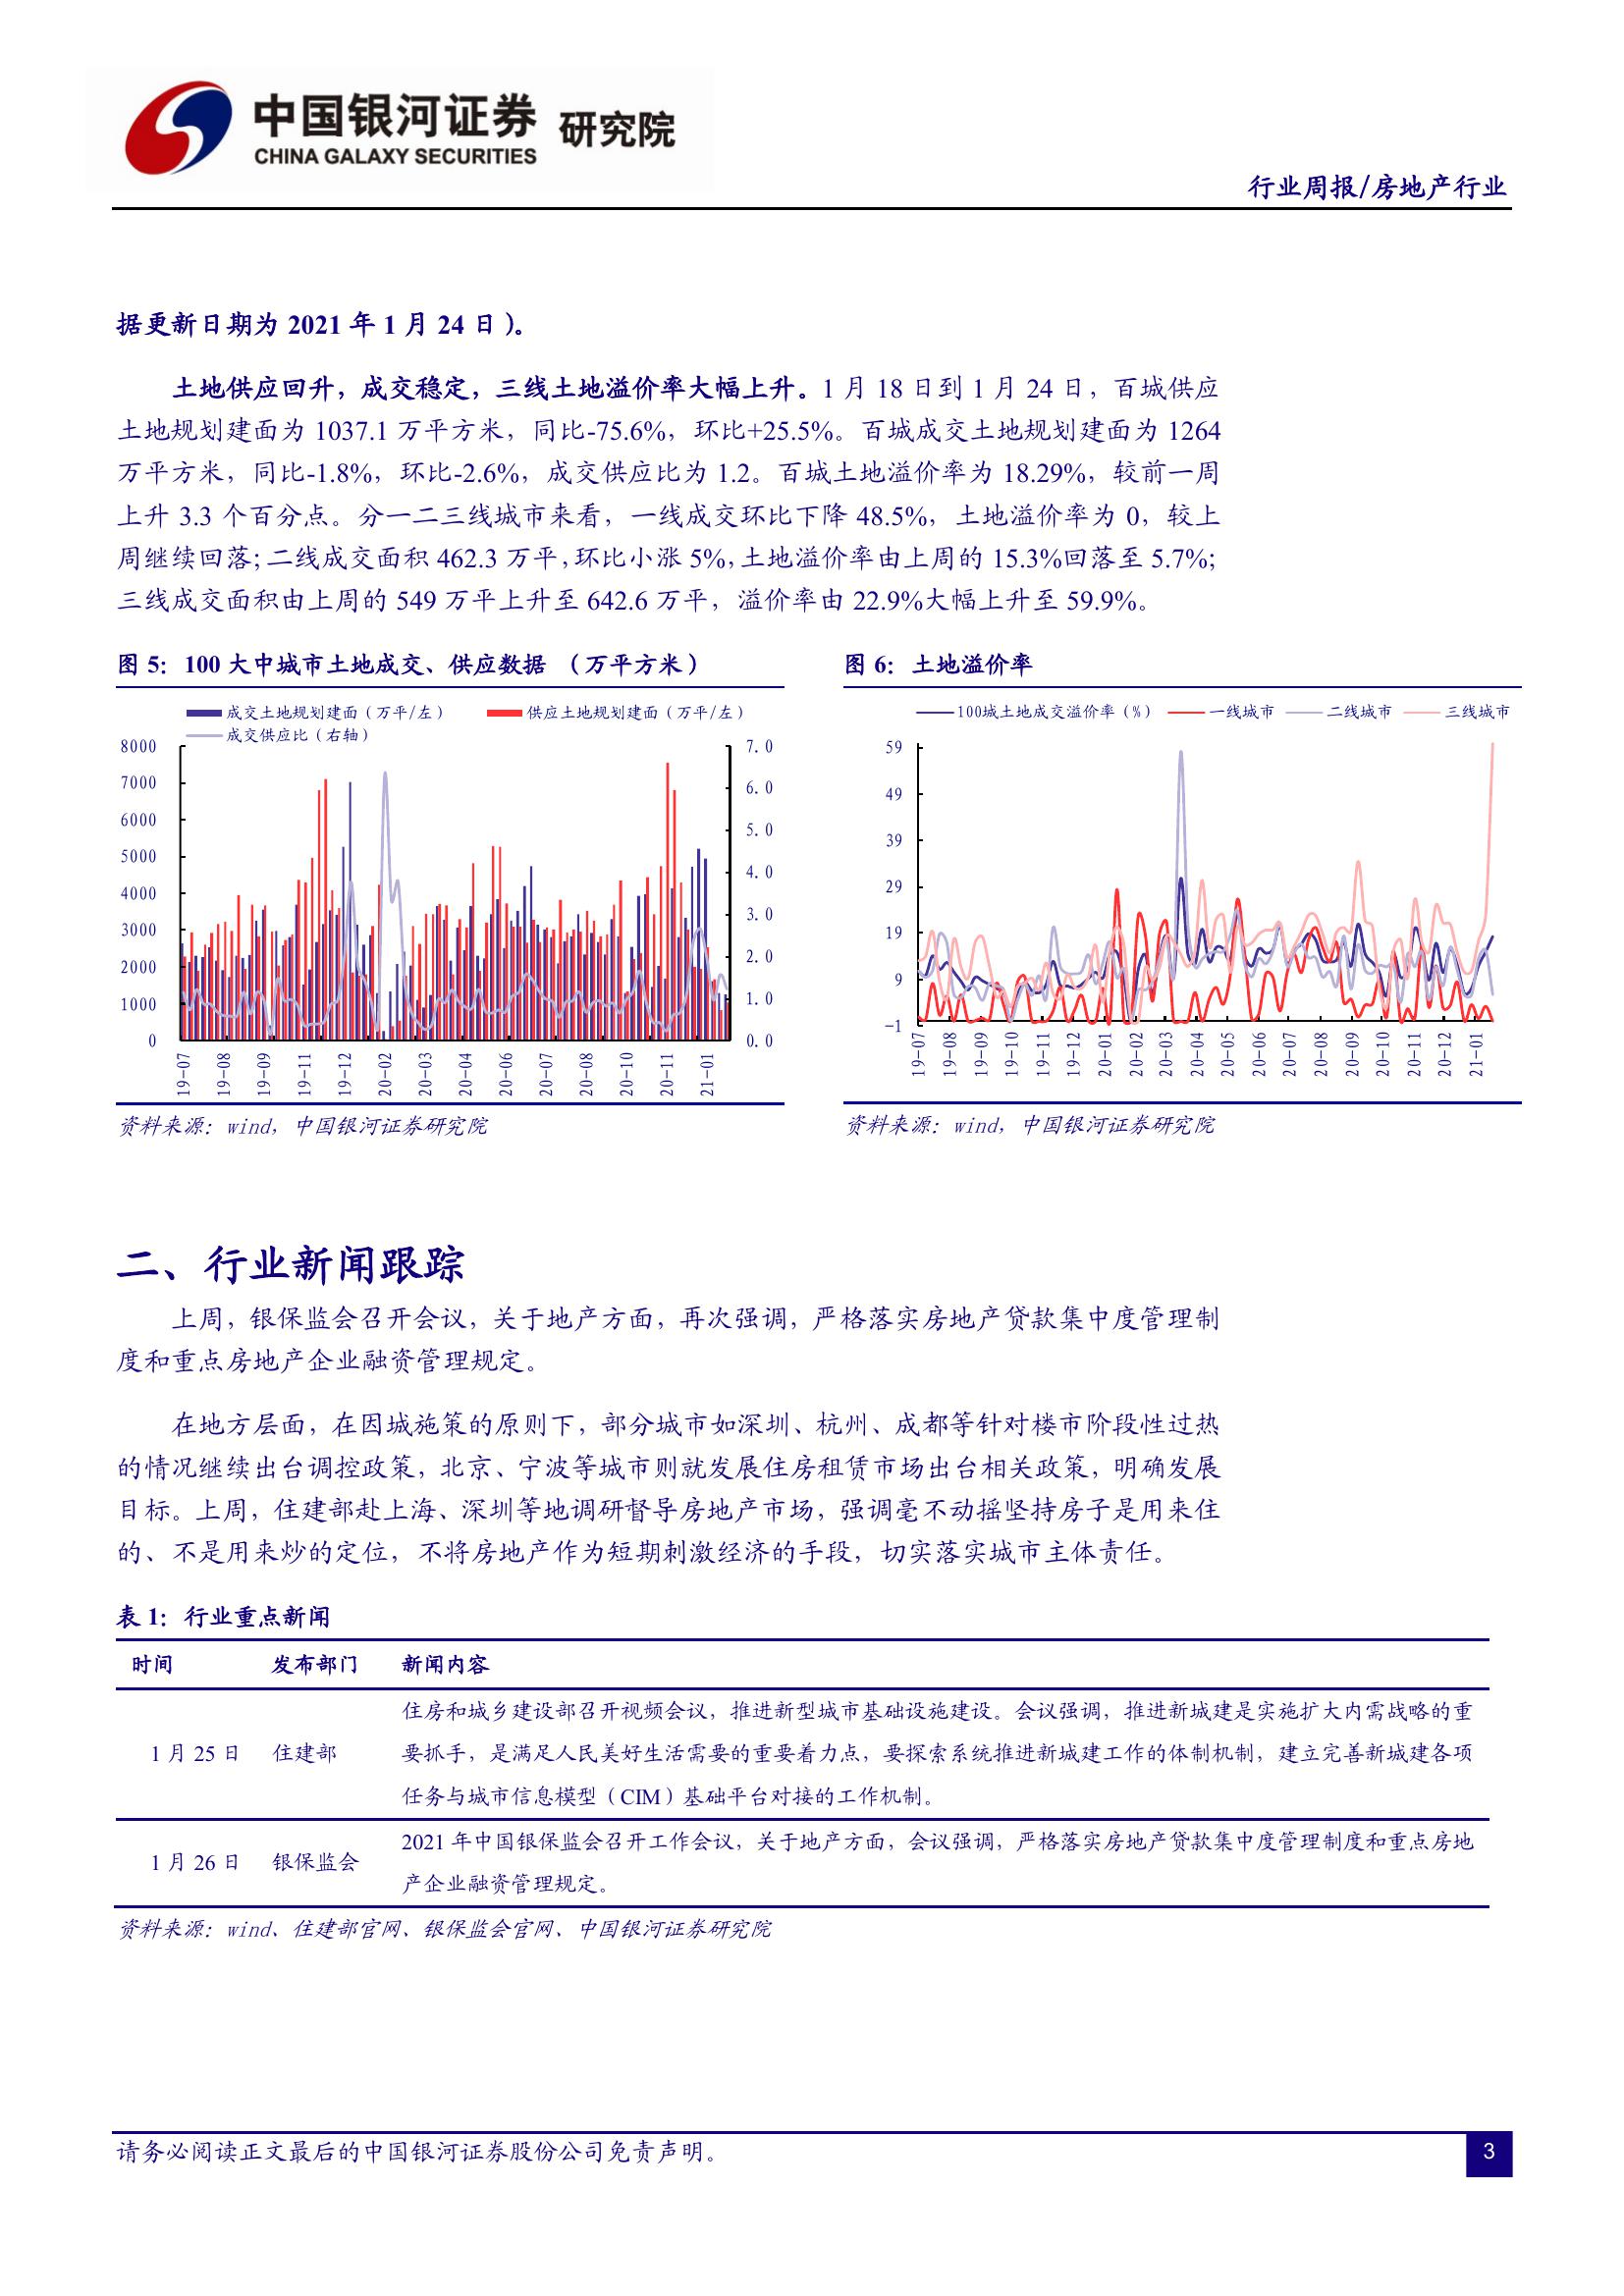 中国银河证券 研究院
CHINA GALAXY SECURITIES
行业周报/房地产行业
据更新日期为 2021 年 1 月 24 日）。
土地供应回升，成交稳定，三线土地溢价率大幅上升。1 月 18 日到 1 月 24 日，百城供应
土地规划建面为 1037.1 万平方米，同比-75.6%，环比+25.5%。百城成交土地规划建面为 1264
万平方米，同比-1.8%，环比-2.6%，成交供应比为 1.2。百城土地溢价率为 18.29%，较前一周
上升 3.3 个百分点。分一二三线城市来看，一线成交环比下降 48.5%，土地溢价率为 0，较上
周继续回落；二线成交面积 462.3 万平，环比小涨 5%，土地溢价率由上周的 15.3%回落至 5.7%；
三线成交面积由上周的 549 万平上升至 642.6 万平，溢价率由 22.9%大幅上升至 59.9%。
图 5：100 大中城市土地成交、供应数据 （万平方米）
成交土地规划建面（万平/左） 供应土地规划建面（万平/左）
成交供应比（右轴）
8000
7000
6000
5000
4000
3000
2000
1000
0
7.0
6.0
5.0
4.0
3.0
2.0
1.0
0.0
19-07 19-08 19-09 19-11 19-12 20-02 20-03 20-04 20-06 20-07 20-08 20-10 20-11 21-01
资料来源：wind，中国银河证券研究院
图 6：土地溢价率
100城土地成交溢价率（%） 一线城市 二线城市 三线城市
59
49
39
29
19
9
-1
19-07 19-08 19-09 19-10 19-11 19-12 20-01 20-02 20-03 20-04 20-05 20-06 20-07 20-08 20-09 20-10 20-11 20-12 21-01
资料来源：wind，中国银河证券研究院
二、行业新闻跟踪
上周，银保监会召开会议，关于地产方面，再次强调，严格落实房地产贷款集中度管理制
度和重点房地产企业融资管理规定。
在地方层面，在因城施策的原则下，部分城市如深圳、杭州、成都等针对楼市阶段性过热
的情况继续出台调控政策，北京、宁波等城市则就发展住房租赁市场出台相关政策，明确发展
目标。上周，住建部赴上海、深圳等地调研督导房地产市场，强调毫不动摇坚持房子是用来住
的、不是用来炒的定位，不将房地产作为短期刺激经济的手段，切实落实城市主体责任。
表 1：行业重点新闻
时间 发布部门 新闻内容
住房和城乡建设部召开视频会议，推进新型城市基础设施建设。会议强调，推进新城建是实施扩大内需战略的重
1 月 25 日 住建部 要抓手，是满足人民美好生活需要的重要着力点，要探索系统推进新城建工作的体制机制，建立完善新城建各项
任务与城市信息模型（CIM）基础平台对接的工作机制。
1 月 26 日 银保监会 2021 年中国银保监会召开工作会议，关于地产方面，会议强调，严格落实房地产贷款集中度管理制度和重点房地
产企业融资管理规定。
资料来源：wind、住建部官网、银保监会官网、中国银河证券研究院
请务必阅读正文最后的中国银河证券股份公司免责声明。
3